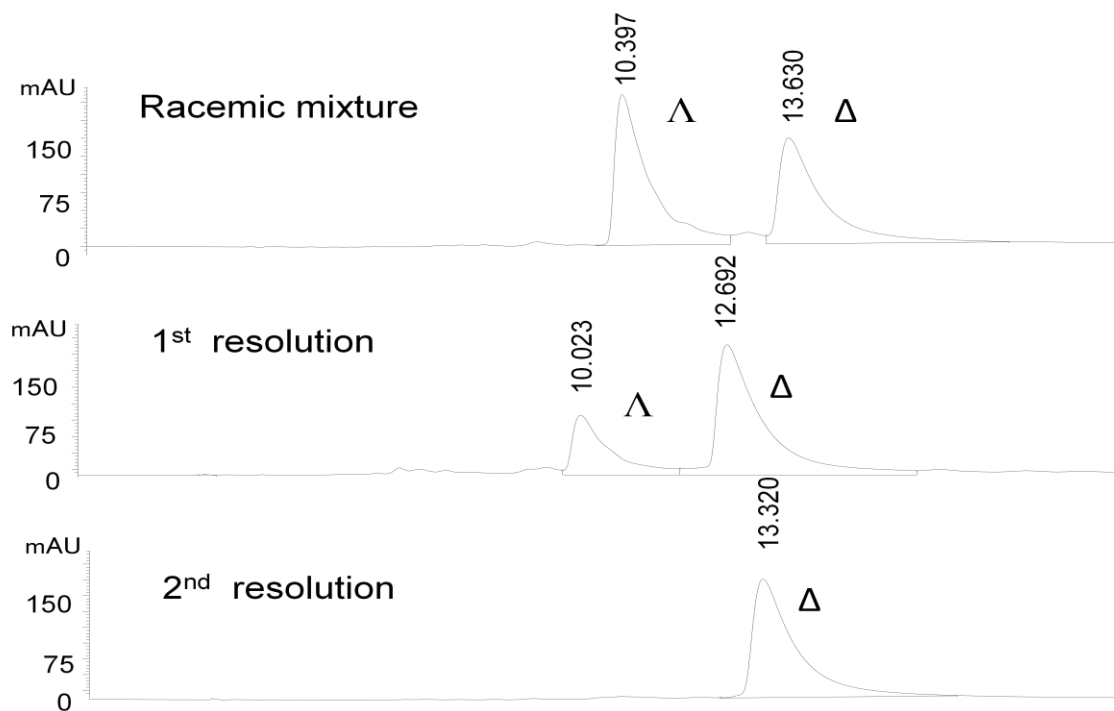 10.397
13.630
mAU
Racemic mixture
Λ
Δ
150
75
0
12.692
mAU
1st resolution
10.023
150
Λ
Δ
75
0
13.320
mAU
2nd resolution
Δ
150
75
0